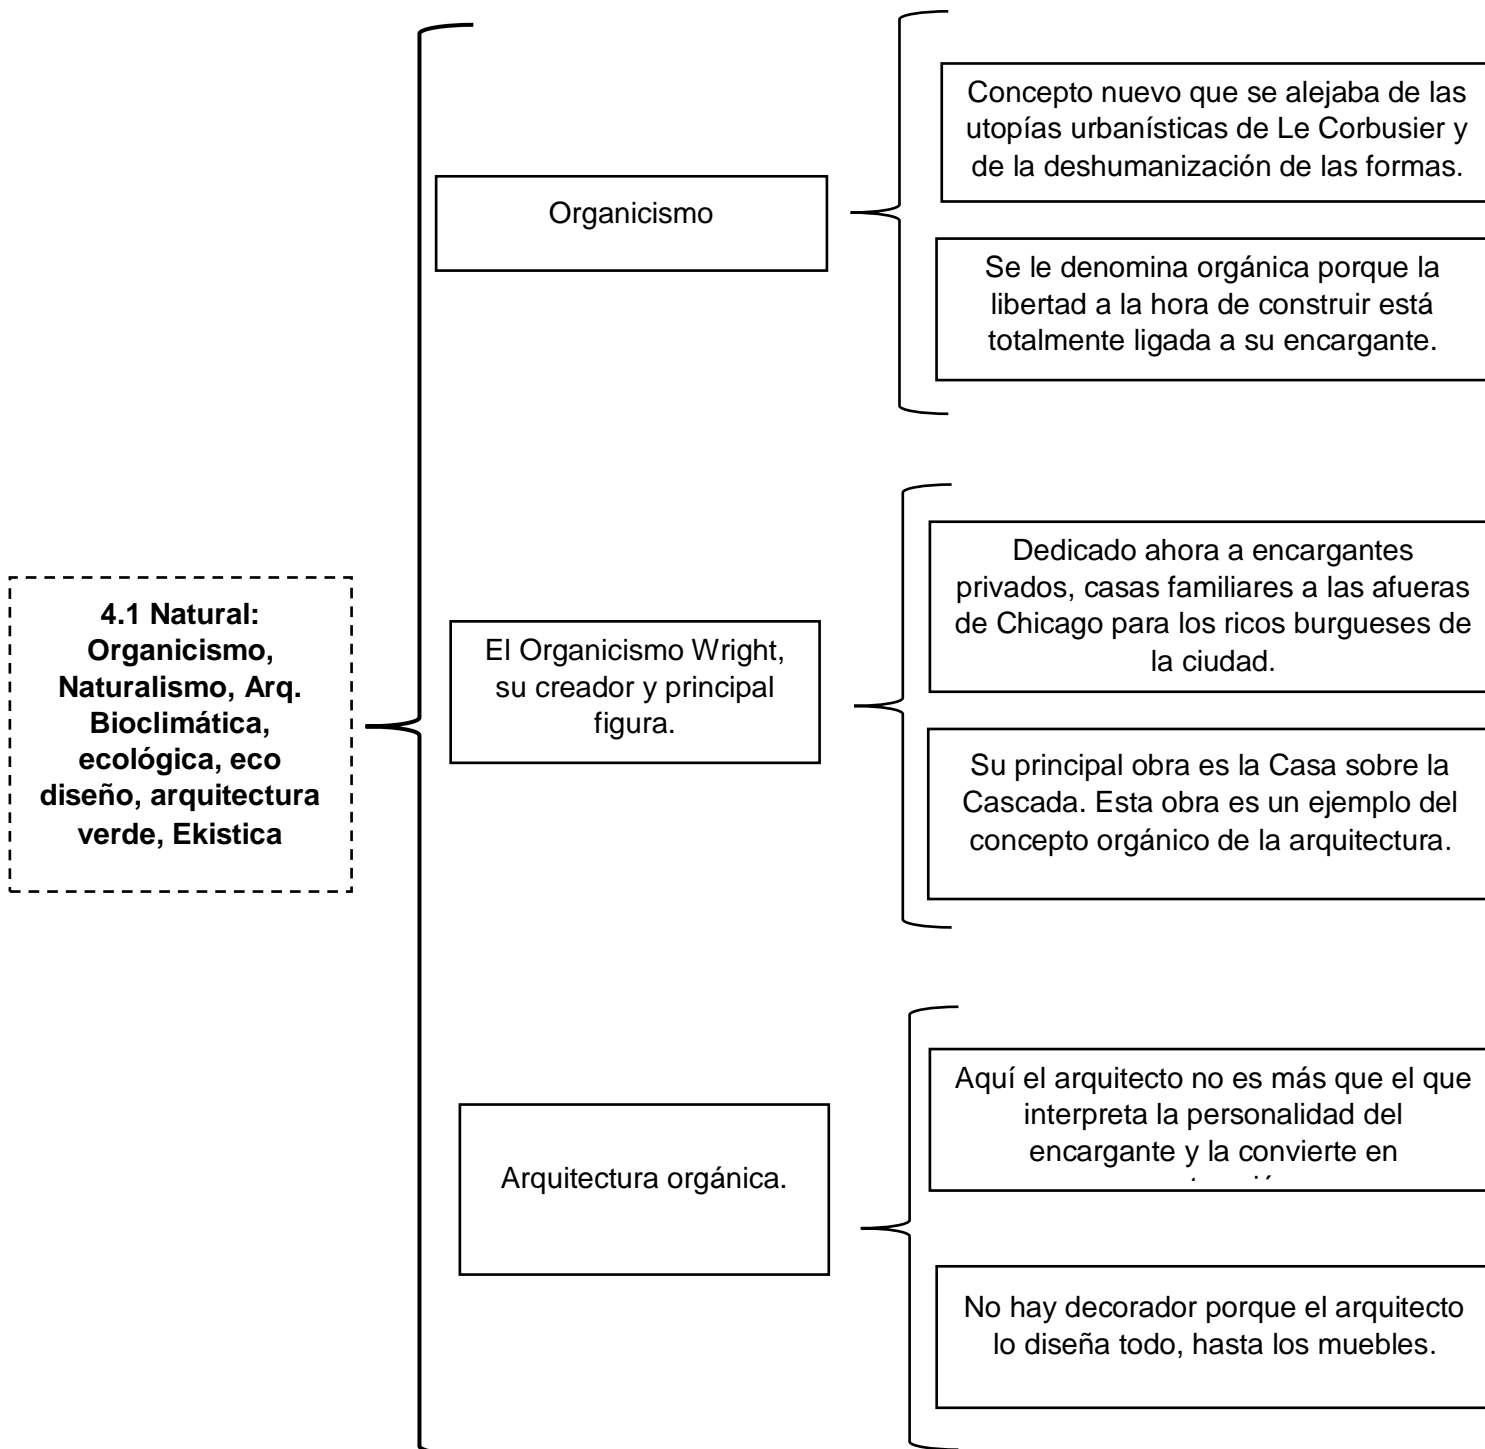 4.1 Natural:
Organicismo,
Naturalismo, Arq.
Bioclimática,
ecológica, eco
diseño, arquitectura
verde, Ekistica
Organicismo
Concepto nuevo que se alejaba de las
utopías urbanísticas de Le Corbusier y
de la deshumanización de las formas.
Se le denomina orgánica porque la
libertad a la hora de construir está
totalmente ligada a su encargante.
El Organicismo Wright,
su creador y principal
figura.
Dedicado ahora a encargantes
privados, casas familiares a las afueras
de Chicago para los ricos burgueses de
la ciudad.
Su principal obra es la Casa sobre la
Cascada. Esta obra es un ejemplo del
concepto orgánico de la arquitectura.
Arquitectura orgánica.
Aquí el arquitecto no es más que el que
interpreta la personalidad del
encargante y la convierte en
No hay decorador porque el arquitecto
lo diseña todo, hasta los muebles.